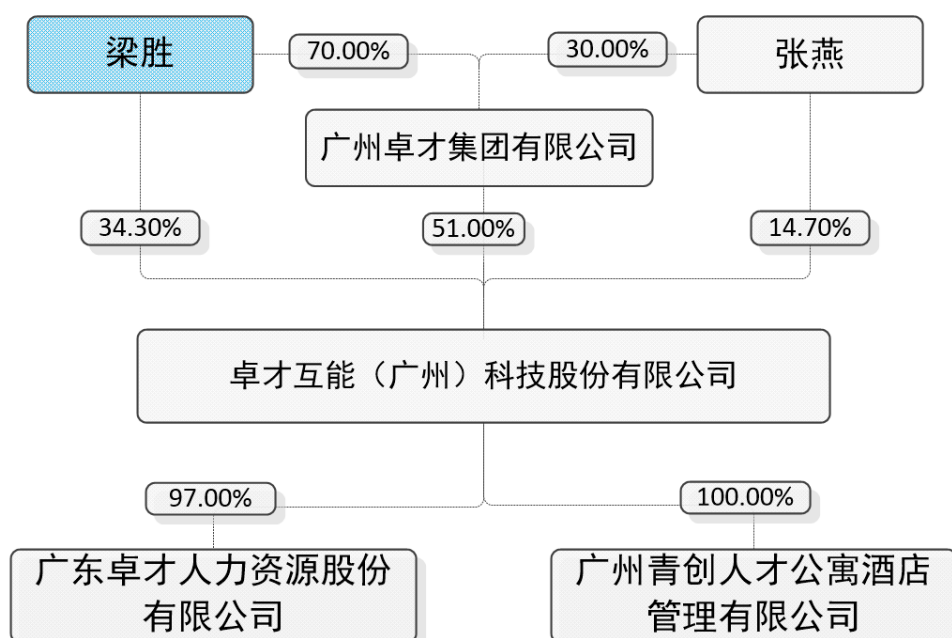 梁胜
70.00%
30.00%
张燕
广州卓才集团有限公司
34.30%
51.00%
14.70%
卓才互能（广州）科技股份有限公司
97.00%
100.00%
广东卓才人力资源股份
有限公司
广州青创人才公寓酒店
管理有限公司